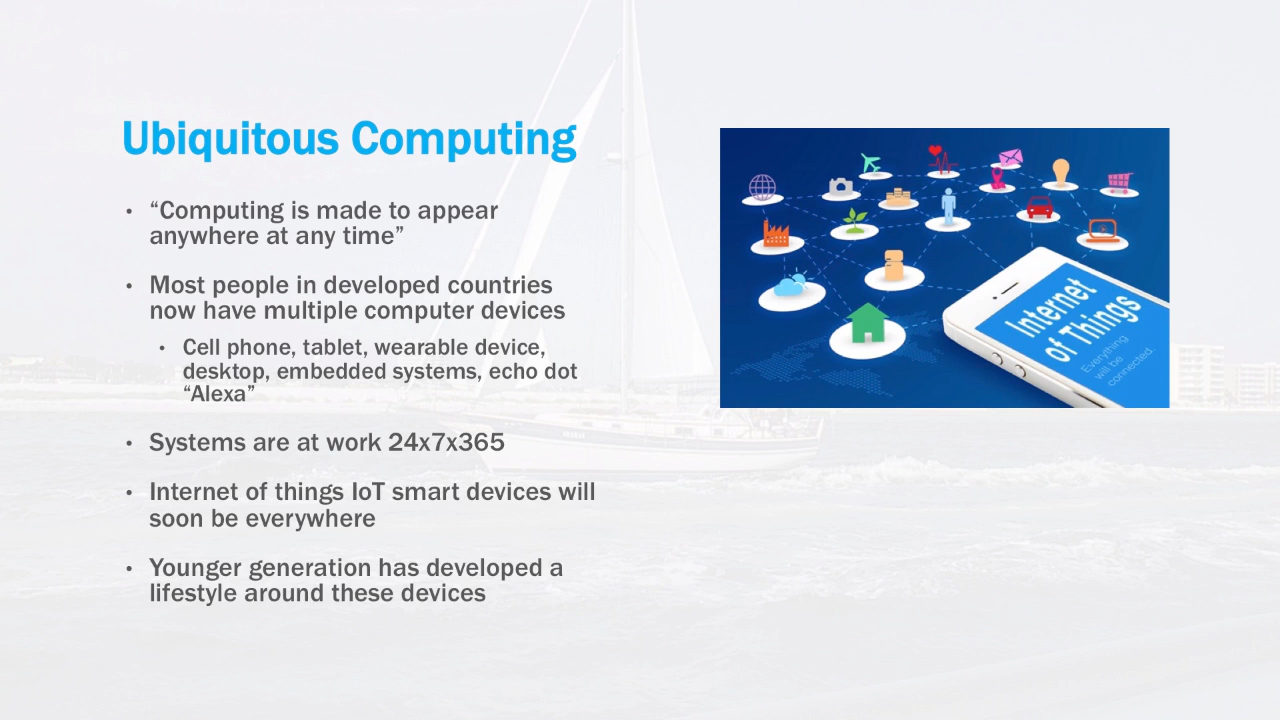 Ubiquitous Computing
• “Computing is made to appear
anywhere at any time”
• Most people in developed countries
now have multiple computer devices
• Cell phone, tablet, wearable device,
desktop, embedded systems, echo dot
“Alexa”
• Systems are at work 24x7x365
• Internet of things IoT smart devices will
soon be everywhere
• Younger generation has developed a
lifestyle around these devices
Internet
of Things
Everything
will be
connected.